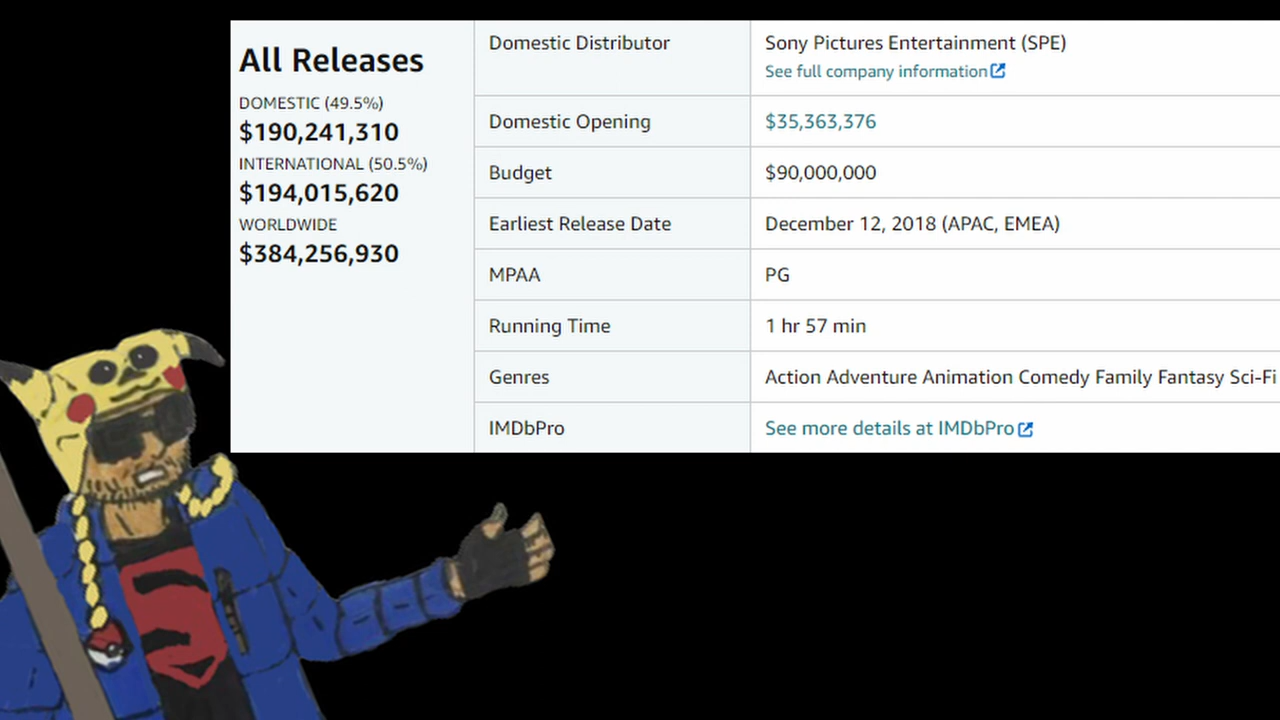 All Releases
DOMESTIC (49.5%)
$190,241,310
INTERNATIONAL (50.5%)
$194,015,620
WORLDWIDE
$384,256,930
Domestic Distributor
Sony Pictures Entertainment (SPE)
See full company information
Domestic Opening
$35,363,376
Budget
$90,000,000
Earliest Release Date
December 12, 2018 (APAC, EMEA)
MPAA
PG
Running Time
1 hr 57 min
Genres
Action Adventure Animation Comedy Family Fantasy Sci-Fi
IMDbPro
See more details at IMDbPro